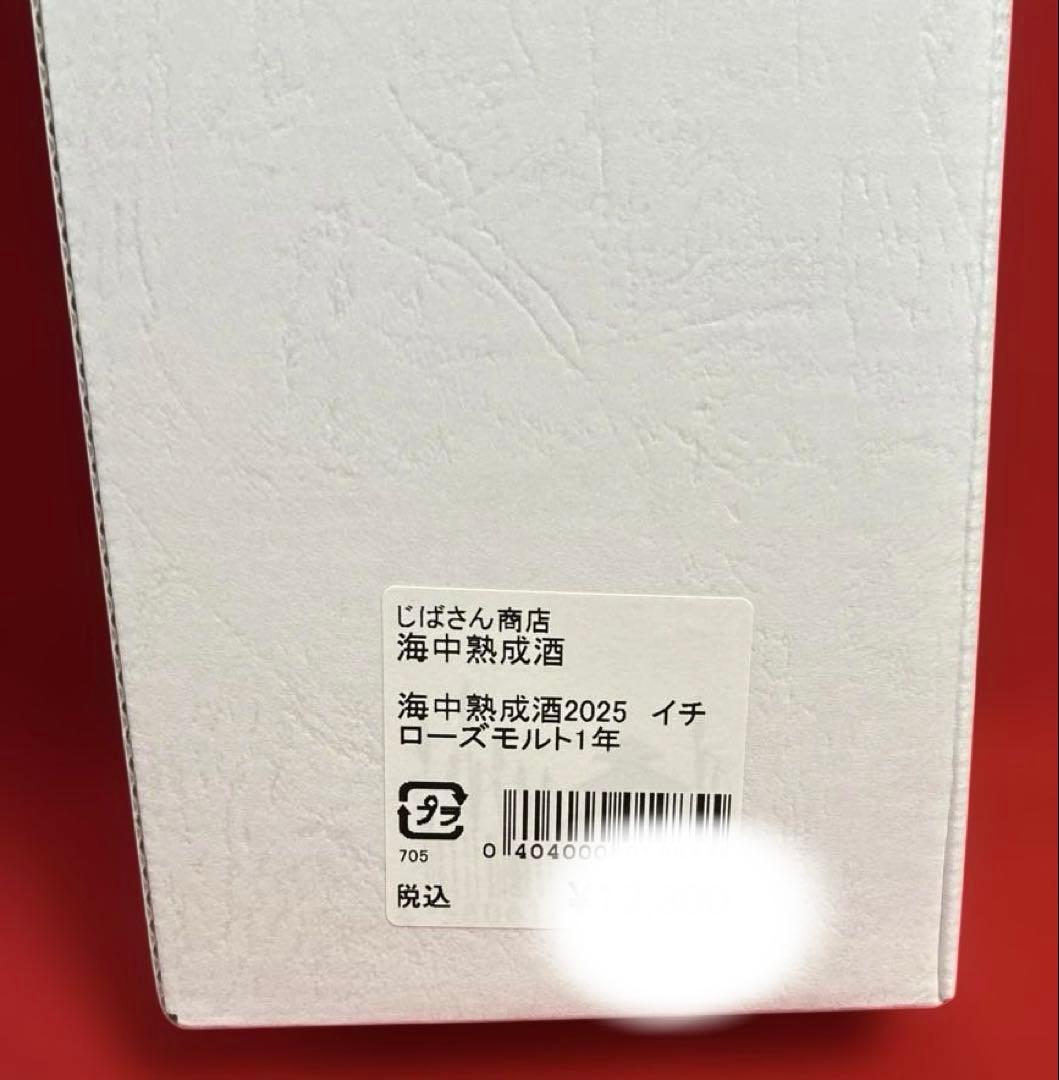 じばさん商店
海中熟成酒
海中熟成酒2025 イチ
ローズモルト1年
プラ
0 404000
705
税込